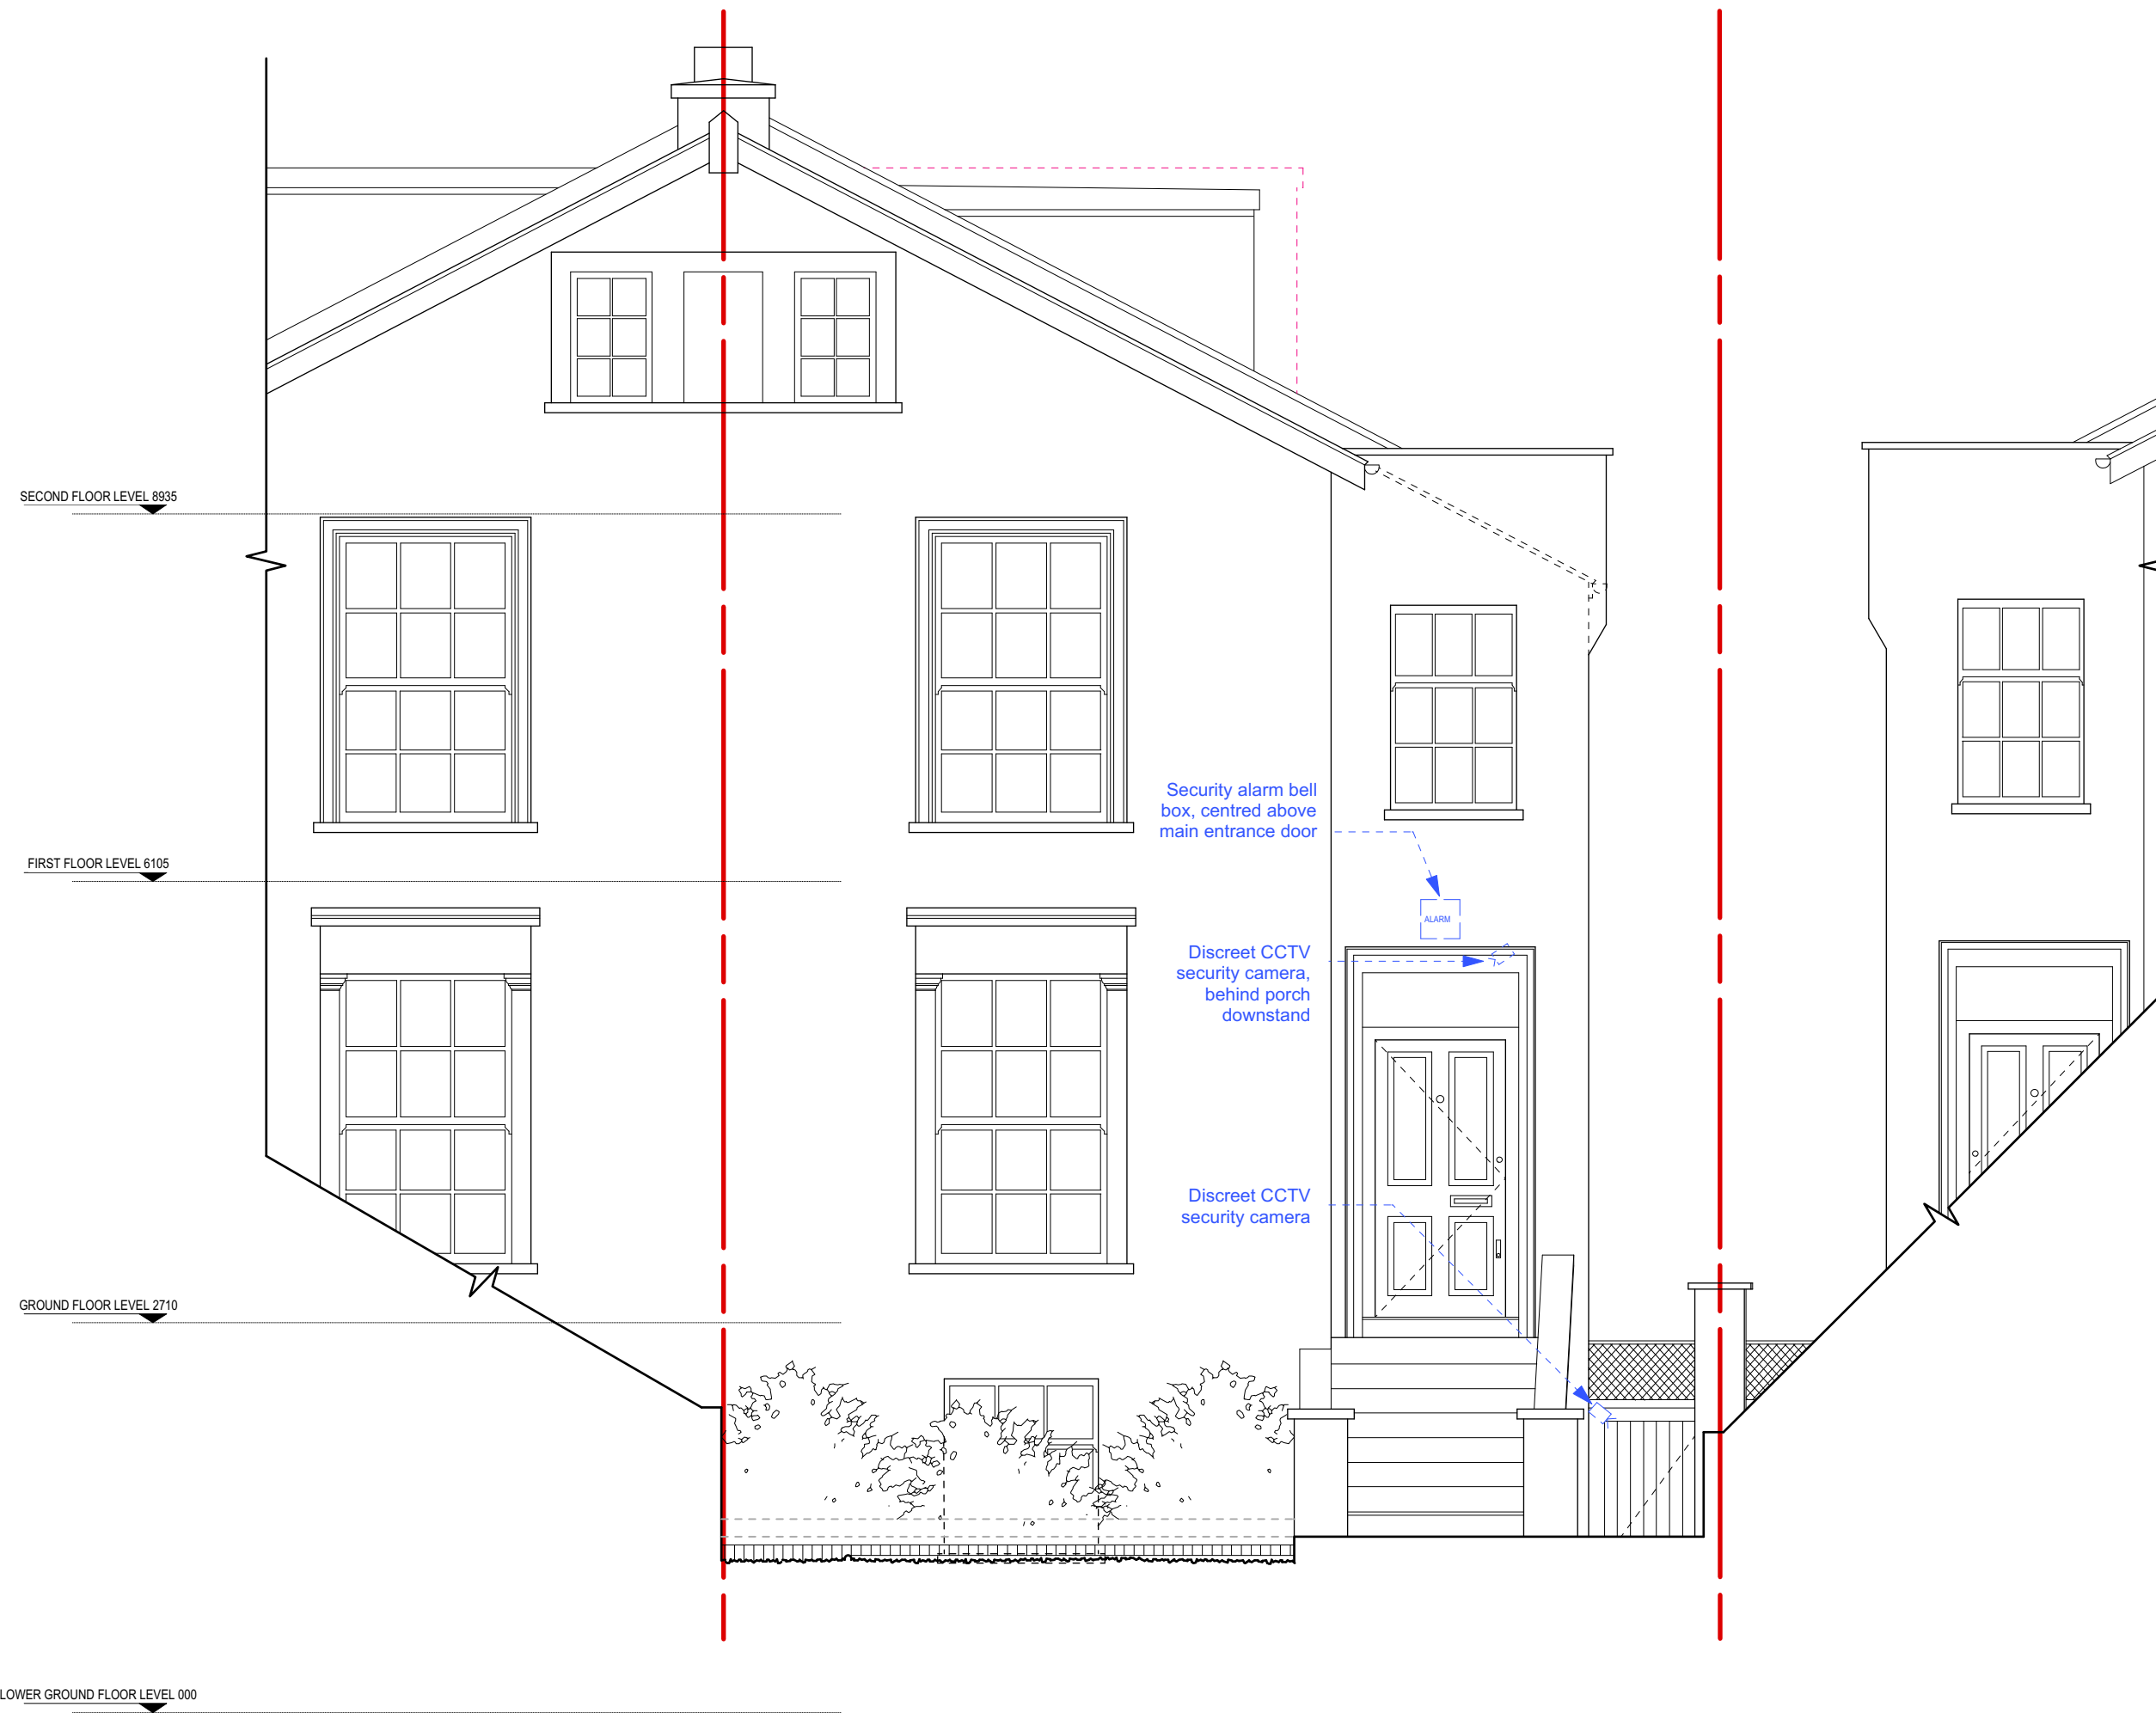 SECOND FLOOR LEVEL 8935
Security alarm bell
box, centred above
main entrance door
FIRST FLOOR LEVEL 6105
ALARM
Discreet CCTV
security camera,
behind porch
downstand
Discreet CCTV
security camera
GROUND FLOOR LEVEL 2710
LOWER GROUND FLOOR LEVEL 000